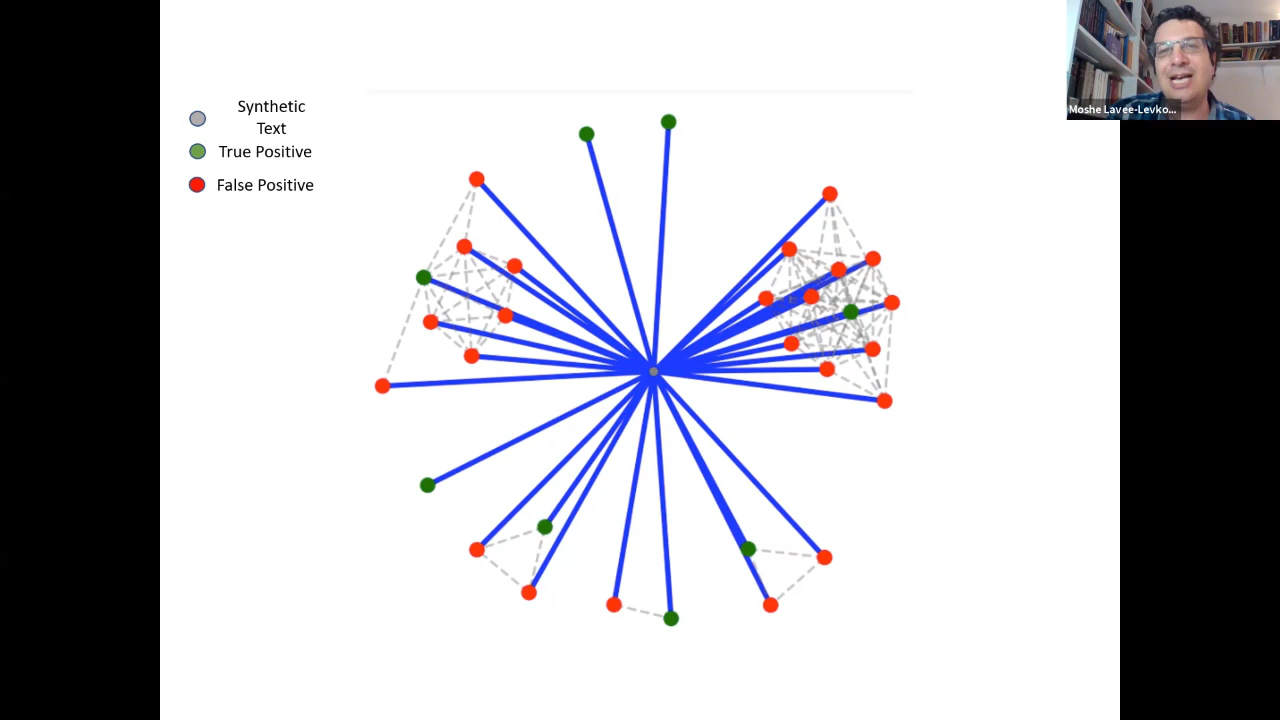 Synthetic
Text
True Positive
False Positive
Moshe Lavee-Levko...